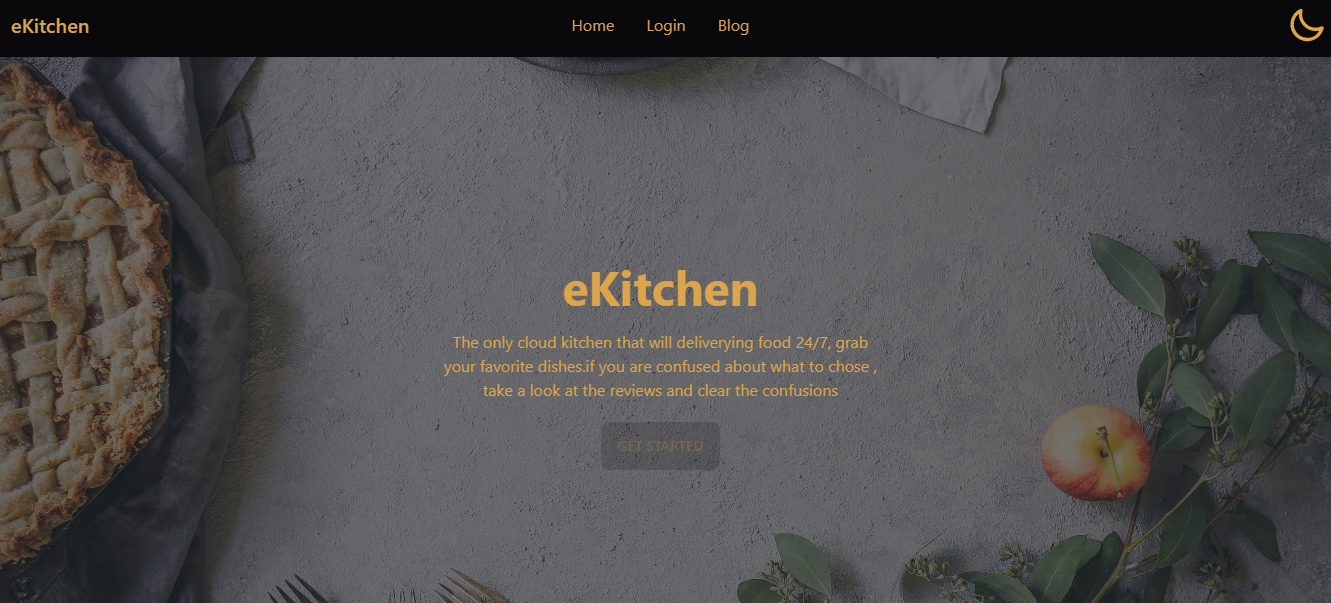 eKitchen
Home Login Blog
eKitchen
The only cloud kitchen that will deliverying food 24/7, grab
your favorite dishes.if you are confused about what to chose ,
take a look at the reviews and clear the confusions
GET STARTED